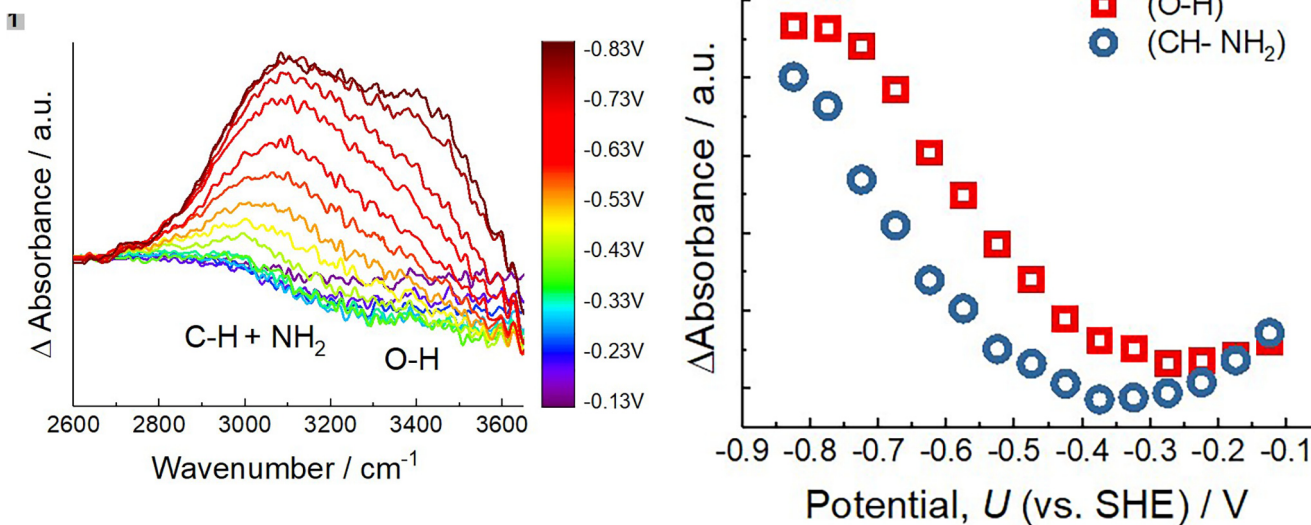 1
Δ Absorbance / a.u.
C-H + NH₂
O-H
2600 2800 3000 3200 3400 3600
Wavenumber / cm⁻¹
-0.83V
-0.73V
-0.63V
-0.53V
-0.43V
-0.33V
-0.23V
-0.13V
(O-H)
(CH- NH₂)
ΔAbsorbance / a.u.
-0.9 -0.8 -0.7 -0.6 -0.5 -0.4 -0.3 -0.2 -0.1
Potential, U (vs. SHE) / V